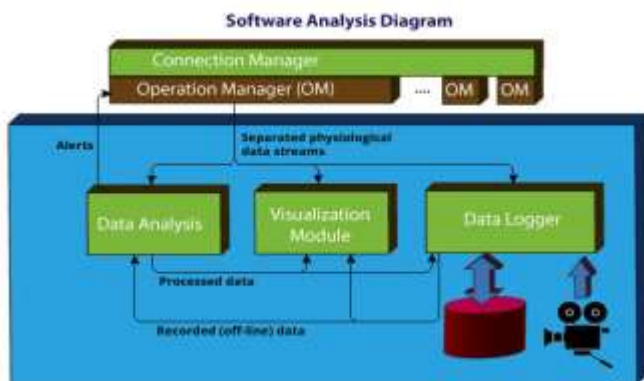 Software Analysis Diagram
Connection Manager
Operation Manager (OM)
....
OM
OM
Alerts
Separated physiological
data streams
Data Analysis
Visualization
Module
Data Logger
Processed data
Recorded (off-line) data